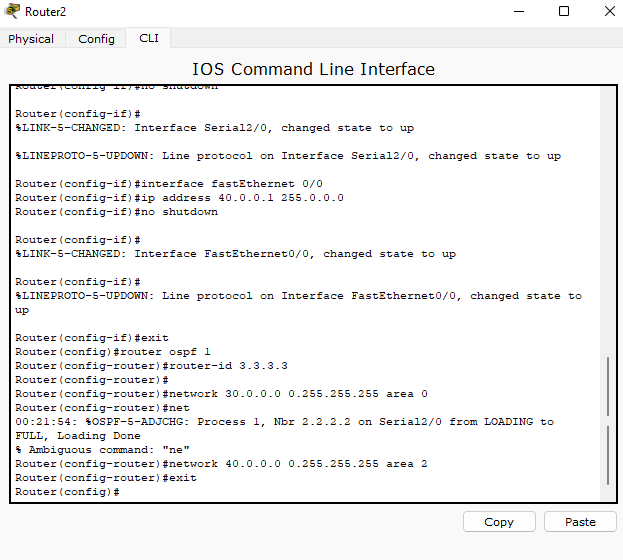 Router2
Physical Config CLI
IOS Command Line Interface
Router(config-if)#no shutdown
Router(config-if)#
%LINK-5-CHANGED: Interface Serial2/0, changed state to up
%LINEPROTO-5-UPDOWN: Line protocol on Interface Serial2/0, changed state to up
Router(config-if)#interface fastEthernet 0/0
Router(config-if)#ip address 40.0.0.1 255.0.0.0
Router(config-if)#no shutdown
Router(config-if)#
%LINK-5-CHANGED: Interface FastEthernet0/0, changed state to up
Router(config-if)#
%LINEPROTO-5-UPDOWN: Line protocol on Interface FastEthernet0/0, changed state to
up
Router(config-if)#exit
Router(config)#router ospf 1
Router(config-router)#router-id 3.3.3.3
Router(config-router)#
Router(config-router)#network 30.0.0.0 0.255.255.255 area 0
Router(config-router)#net
00:21:54: %OSPF-5-ADJCHG: Process 1, Nbr 2.2.2.2 on Serial2/0 from LOADING to
FULL, Loading Done
% Ambiguous command: "ne"
Router(config-router)#network 40.0.0.0 0.255.255.255 area 2
Router(config-router)#exit
Router(config)#
Copy Paste